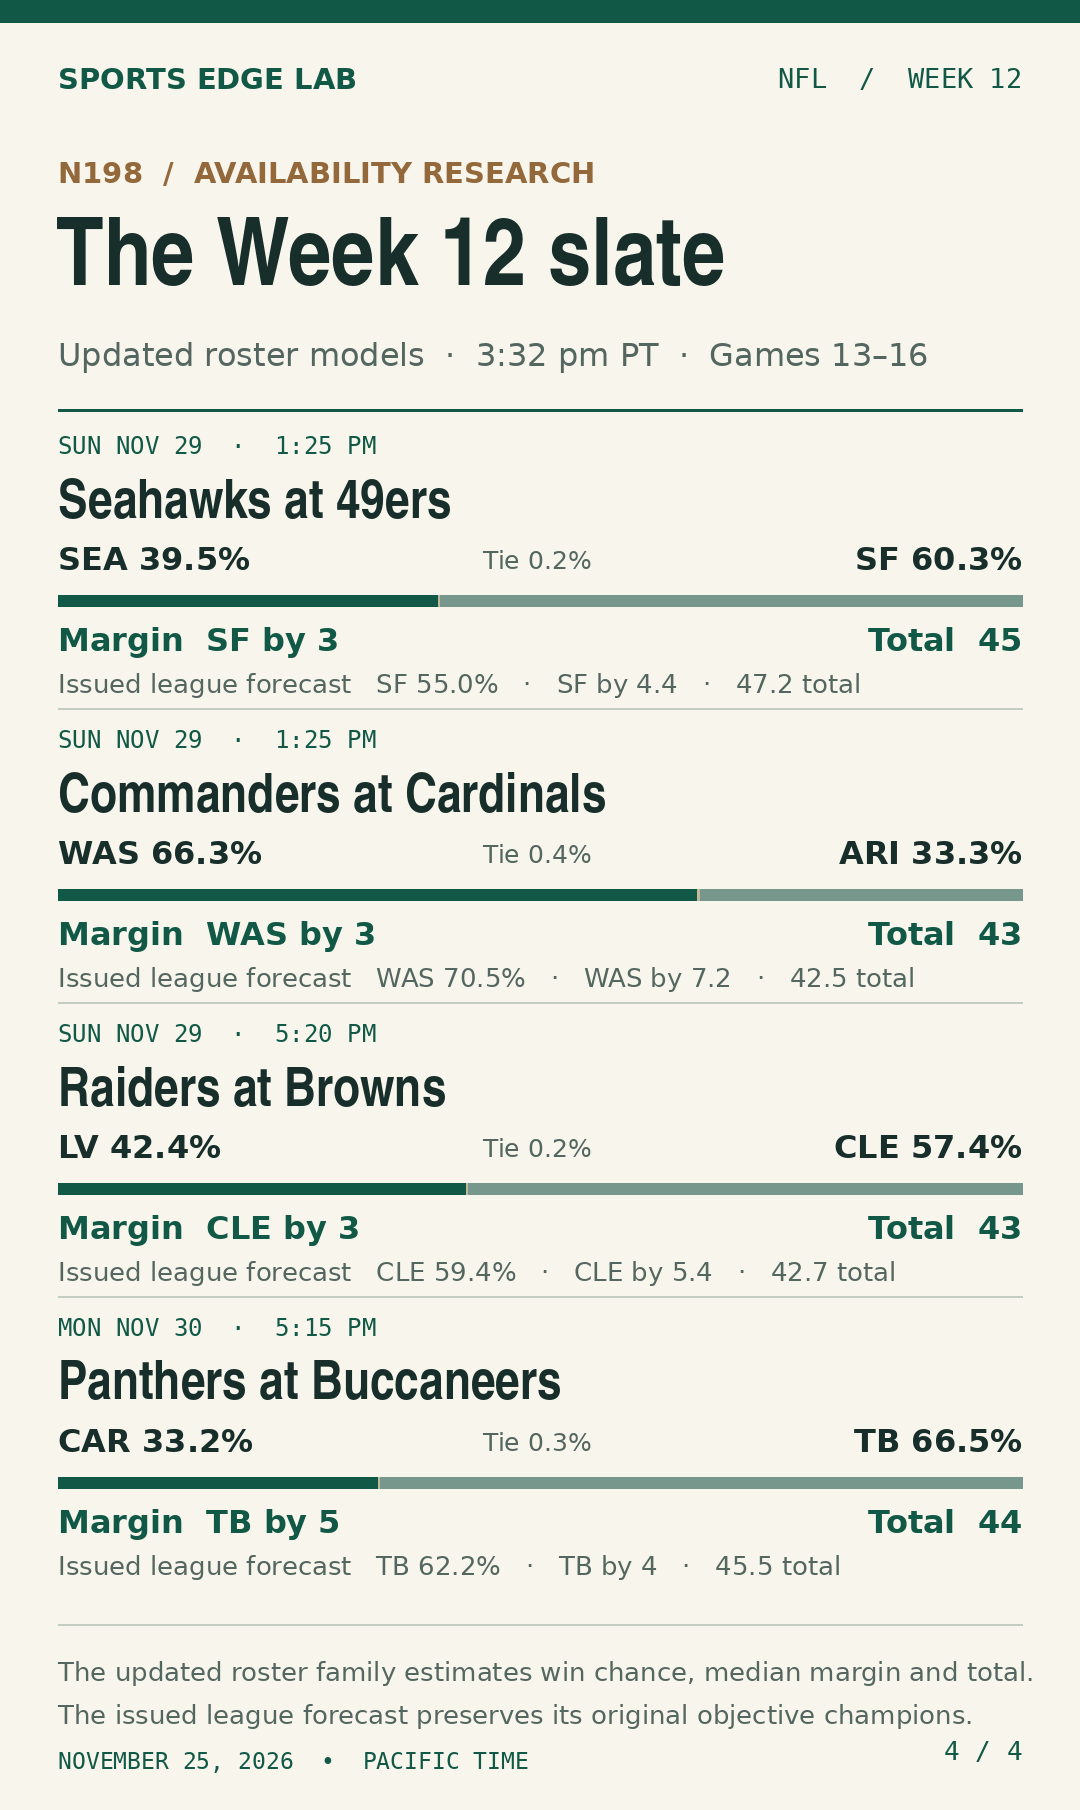 SPORTS EDGE LAB
NFL / WEEK 12
N198 / AVAILABILITY RESEARCH
The Week 12 slate
Updated roster models · 3:32 pm PT · Games 13–16
SUN NOV 29 · 1:25 PM
Seahawks at 49ers
SEA 39.5% Tie 0.2% SF 60.3%
Margin SF by 3 Total 45
Issued league forecast SF 55.0% · SF by 4.4 · 47.2 total
SUN NOV 29 · 1:25 PM
Commanders at Cardinals
WAS 66.3% Tie 0.4% ARI 33.3%
Margin WAS by 3 Total 43
Issued league forecast WAS 70.5% · WAS by 7.2 · 42.5 total
SUN NOV 29 · 5:20 PM
Raiders at Browns
LV 42.4% Tie 0.2% CLE 57.4%
Margin CLE by 3 Total 43
Issued league forecast CLE 59.4% · CLE by 5.4 · 42.7 total
MON NOV 30 · 5:15 PM
Panthers at Buccaneers
CAR 33.2% Tie 0.3% TB 66.5%
Margin TB by 5 Total 44
Issued league forecast TB 62.2% · TB by 4 · 45.5 total
The updated roster family estimates win chance, median margin and total.
The issued league forecast preserves its original objective champions.
NOVEMBER 25, 2026 • PACIFIC TIME
4 / 4